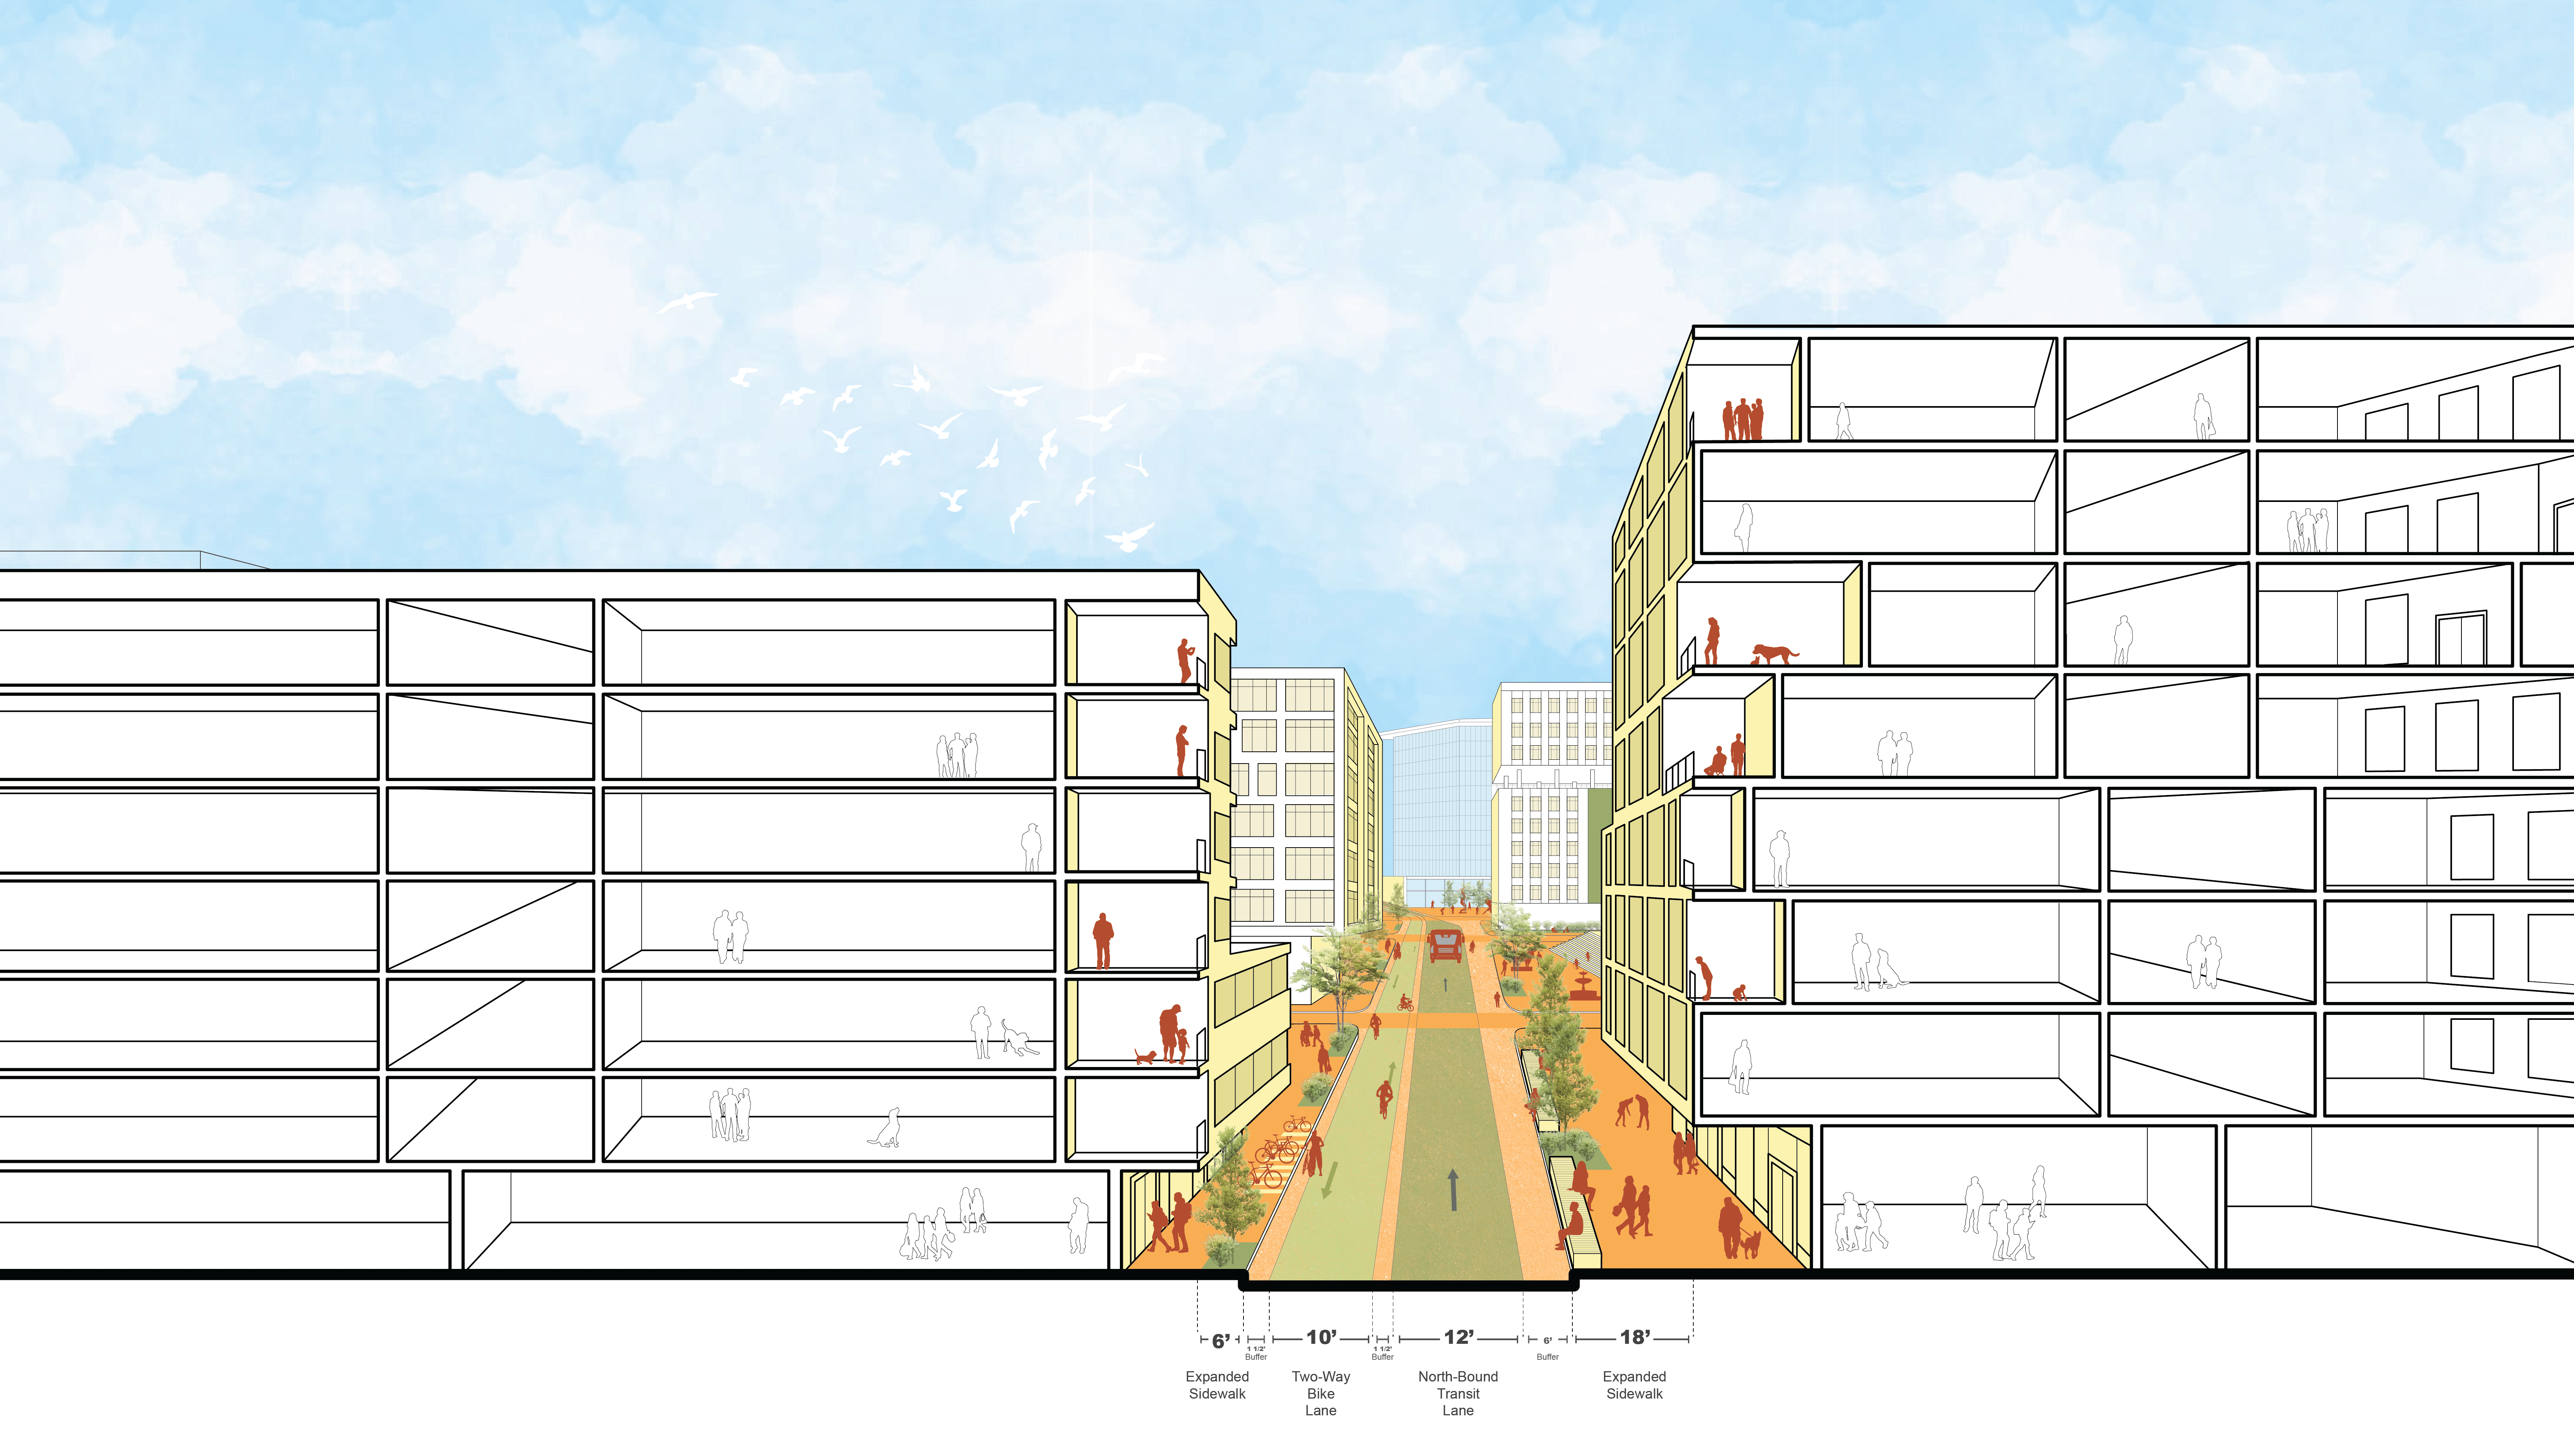 6’ 10’ 12’ 6’ 18’
1 1/2’ 1 1/2’
Buffer Buffer Buffer
Expanded Two-Way North-Bound Expanded
Sidewalk Bike Transit Sidewalk
Lane Lane